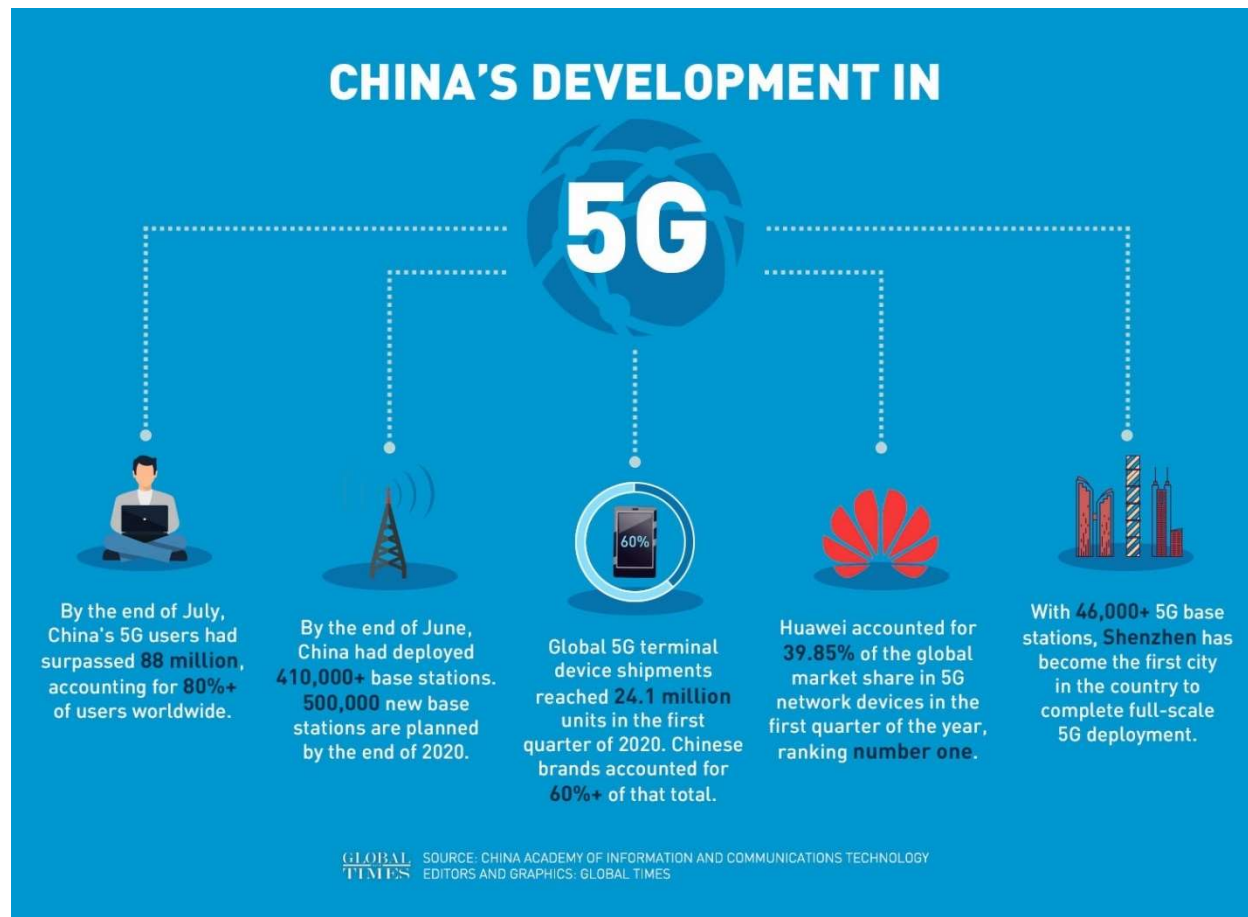 CHINA'S DEVELOPMENT IN
5G
By the end of July,
China's 5G users had
surpassed 88 million,
accounting for 80%+
of users worldwide.
By the end of June,
China had deployed
410,000+ base stations.
500,000 new base
stations are planned
by the end of 2020.
60%
Global 5G terminal
device shipments
reached 24.1 million
units in the first
quarter of 2020. Chinese
brands accounted for
60%+ of that total.
Huawei accounted for
39.85% of the global
market share in 5G
network devices in the
first quarter of the year,
ranking number one.
With 46,000+ 5G base
stations, Shenzhen has
become the first city
in the country to
complete full-scale
5G deployment.
GLOBAL
TIMES
SOURCE: CHINA ACADEMY OF INFORMATION AND COMMUNICATIONS TECHNOLOGY
EDITORS AND GRAPHICS: GLOBAL TIMES